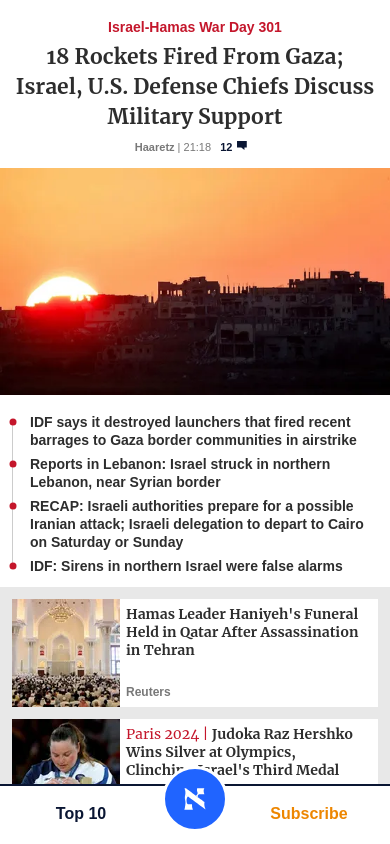 Israel-Hamas War Day 301
18 Rockets Fired From Gaza;
Israel, U.S. Defense Chiefs Discuss
Military Support
Haaretz | 21:18 12
IDF says it destroyed launchers that fired recent
barrages to Gaza border communities in airstrike
Reports in Lebanon: Israel struck in northern
Lebanon, near Syrian border
RECAP: Israeli authorities prepare for a possible
Iranian attack; Israeli delegation to depart to Cairo
on Saturday or Sunday
IDF: Sirens in northern Israel were false alarms
Hamas Leader Haniyeh's Funeral
Held in Qatar After Assassination
in Tehran
Reuters
Paris 2024 | Judoka Raz Hershko
Wins Silver at Olympics,
Israel's Third Medal
Top 10
Subscribe